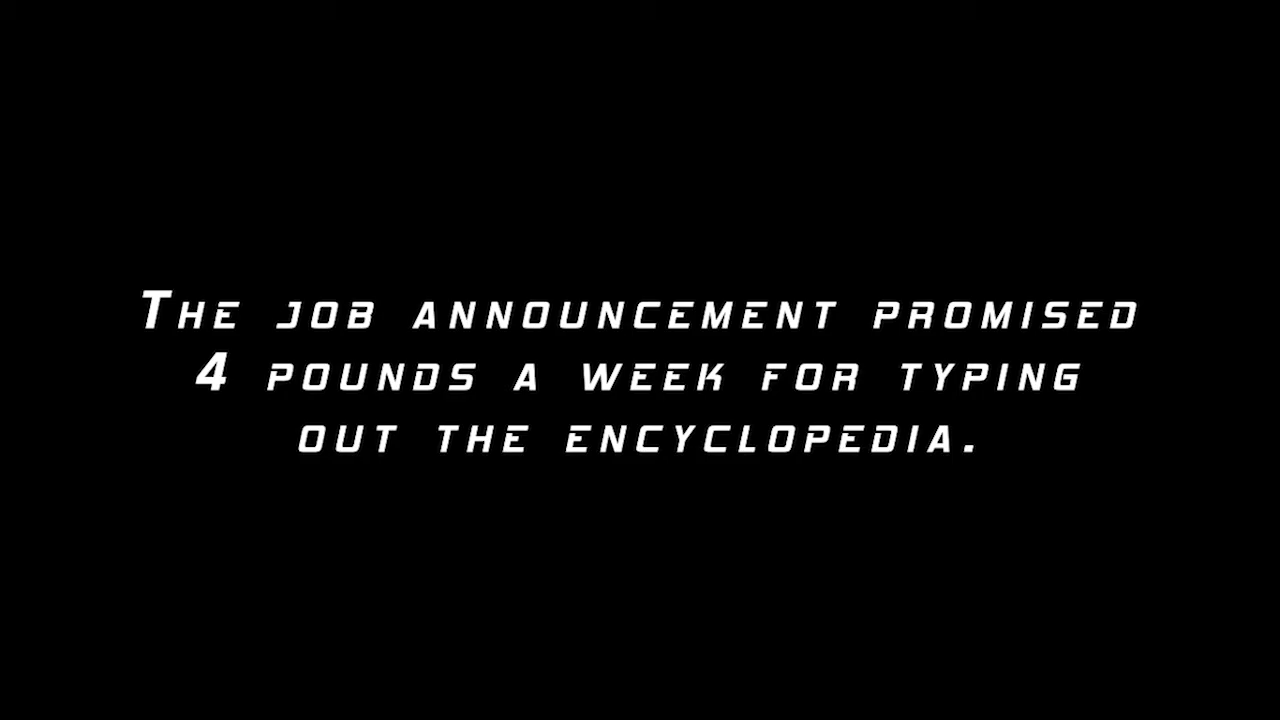 The job announcement promised
4 pounds a week for typing
out the encyclopedia.